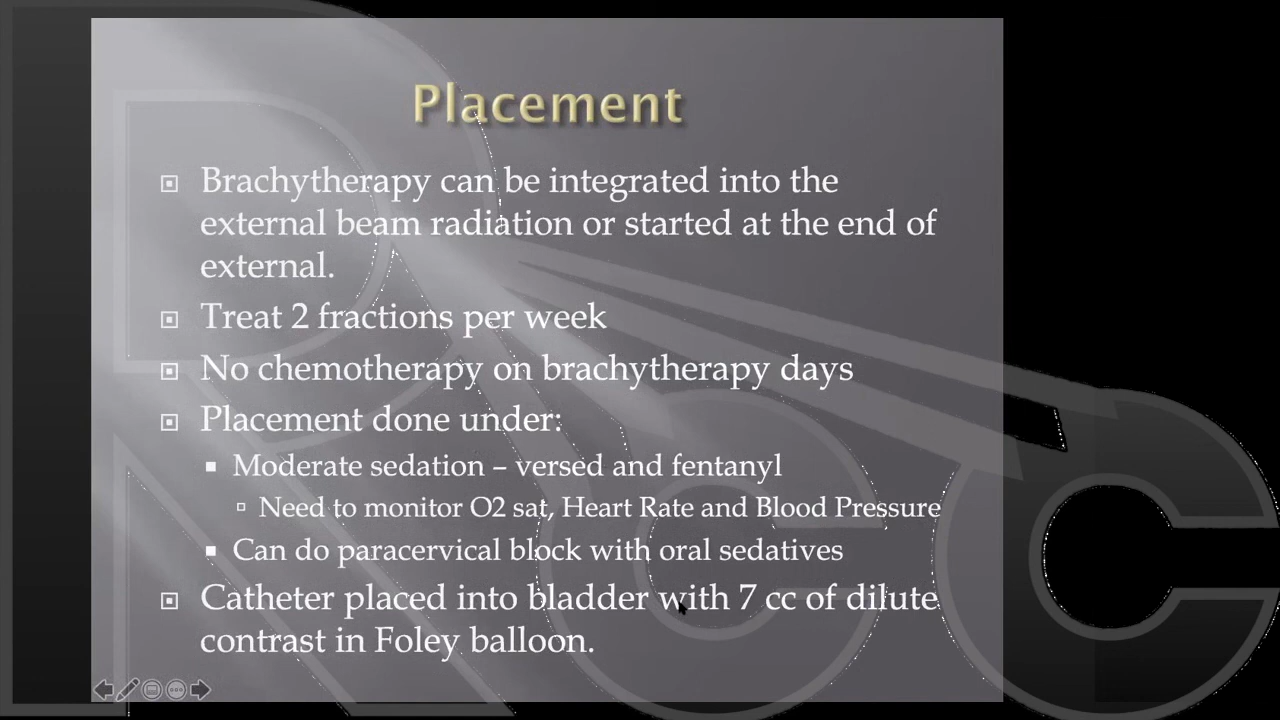 Placement
Brachytherapy can be integrated into the
external beam radiation or started at the end of
external.
Treat 2 fractions per week
No chemotherapy on brachytherapy days
Placement done under:
Moderate sedation – versed and fentanyl
Need to monitor O2 sat, Heart Rate and Blood Pressure
Can do paracervical block with oral sedatives
Catheter placed into bladder with 7 cc of dilute
contrast in Foley balloon.
RCC